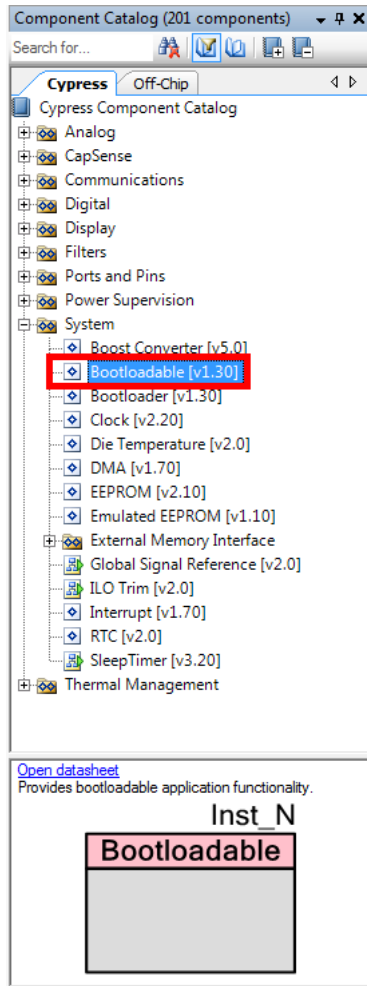 Component Catalog (201 components)
Search for...
Cypress
Off-Chip
Cypress Component Catalog
Analog
CapSense
Communications
Digital
Display
Filters
Ports and Pins
Power Supervision
System
Boost Converter [v5.0]
Bootloadable [v1.30]
Bootloader [v1.30]
Clock [v2.20]
Die Temperature [v2.0]
DMA [v1.70]
EEPROM [v2.10]
Emulated EEPROM [v1.10]
External Memory Interface
Global Signal Reference [v2.0]
ILO Trim [v2.0]
Interrupt [v1.70]
RTC [v2.0]
SleepTimer [v3.20]
Thermal Management
Open datasheet
Provides bootloadable application functionality.
Inst_N
Bootloadable